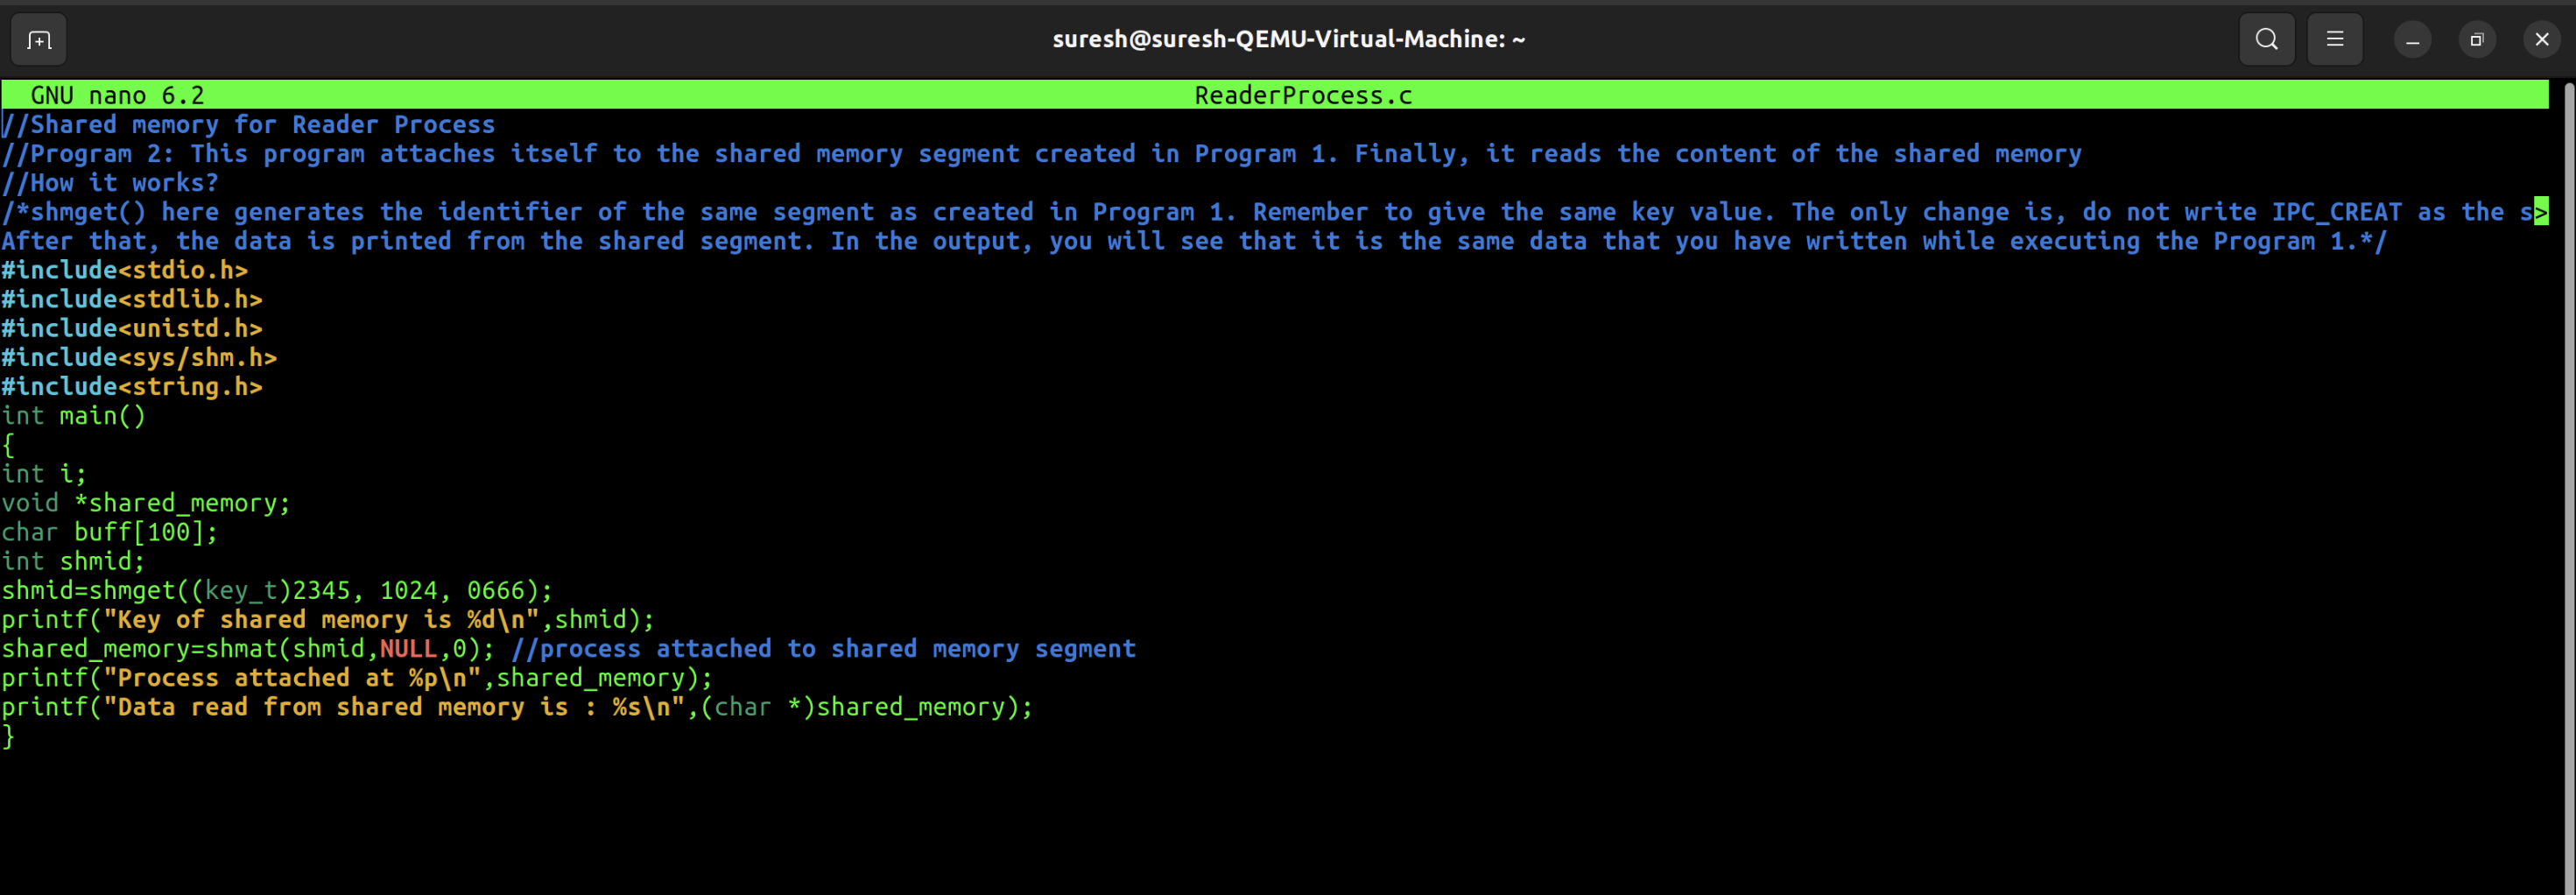 suresh@suresh-QEMU-Virtual-Machine: ~
GNU nano 6.2 ReaderProcess.c
//Shared memory for Reader Process
//Program 2: This program attaches itself to the shared memory segment created in Program 1. Finally, it reads the content of the shared memory
//How it works?
/*shmget() here generates the identifier of the same segment as created in Program 1. Remember to give the same key value. The only change is, do not write IPC_CREAT as the s>
After that, the data is printed from the shared segment. In the output, you will see that it is the same data that you have written while executing the Program 1.*/
#include<stdio.h>
#include<stdlib.h>
#include<unistd.h>
#include<sys/shm.h>
#include<string.h>
int main()
{
int i;
void *shared_memory;
char buff[100];
int shmid;
shmid=shmget((key_t)2345, 1024, 0666);
printf("Key of shared memory is %d\n",shmid);
shared_memory=shmat(shmid,NULL,0); //process attached to shared memory segment
printf("Process attached at %p\n",shared_memory);
printf("Data read from shared memory is : %s\n",(char *)shared_memory);
}